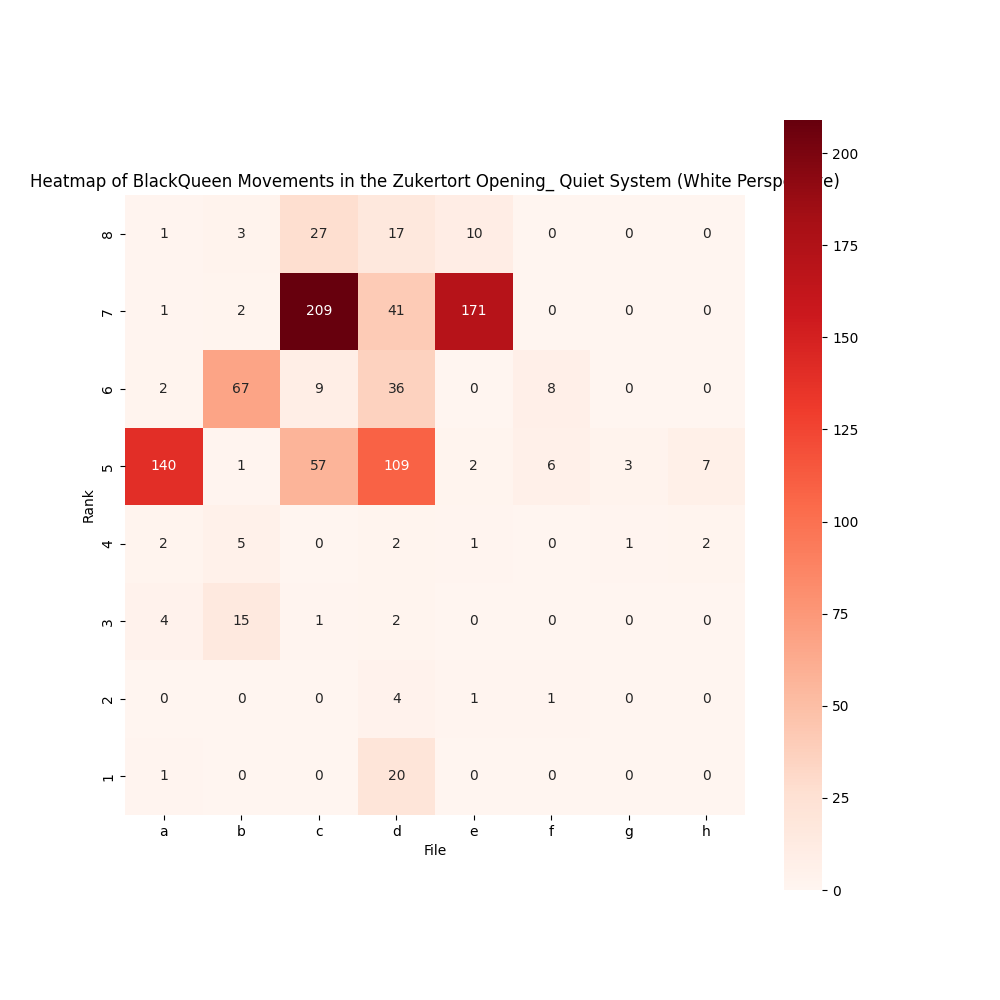 Heatmap of BlackQueen Movements in the Zukertort Opening_ Quiet System (White Perspe e)
200
175
150
125
100
75
50
25
0
Rank
8 1 3 27 17 10 0 0 0
7 1 2 209 41 171 0 0 0
6 2 67 9 36 0 8 0 0
5 140 1 57 109 2 6 3 7
4 2 5 0 2 1 0 1 2
3 4 15 1 2 0 0 0 0
2 0 0 0 4 1 1 0 0
1 1 0 0 20 0 0 0 0
a b c d e f g h
File